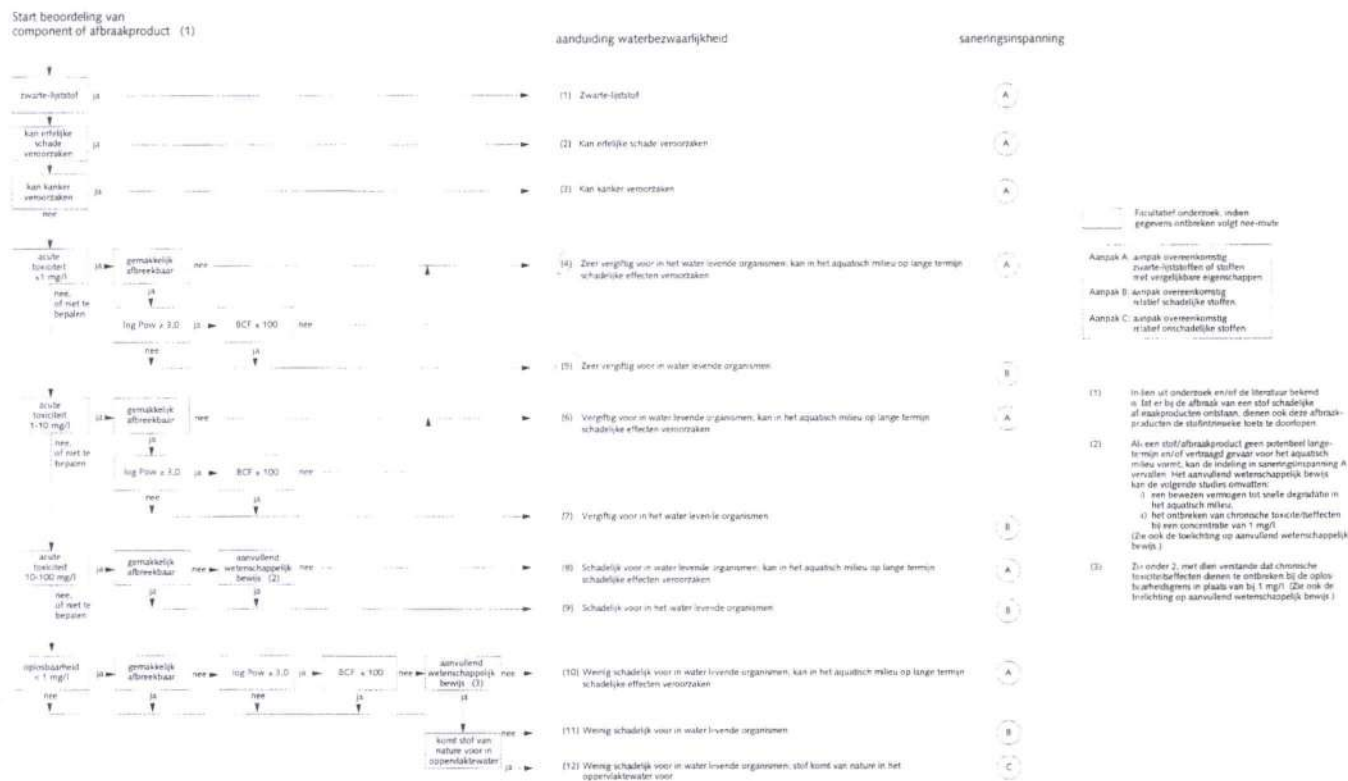 Start beoordeling van
component of afbraakproduct (1)
aanduiding waterbezwaarlijkheid
saneringsinspanning
zwarte-lijststof ja
(1) Zwarte-lijststof
A
kan erfelijke
schade
veroorzaken
ja
(2) Kan erfelijke schade veroorzaken
A
kan kanker
veroorzaken
ja
nee
(3) Kan kanker veroorzaken
A
acute
toxiciteit
<1 mg/l
ja
gemakkelijk
afbreekbaar
nee
(4) Zeer vergiftig voor in het water levende organismen, kan in het aquatisch milieu op lange termijn
schadelijke effecten veroorzaken
A
nee,
of niet te
bepalen
ja
log Pow ≥ 3,0 ja BCF < 100 nee
nee
ja
(5) Zeer vergiftig voor in water levende organismen
B
acute
toxiciteit
1-10 mg/l
ja
gemakkelijk
afbreekbaar
nee
(6) Vergiftig voor in water levende organismen, kan in het aquatisch milieu op lange termijn
schadelijke effecten veroorzaken
A
nee,
of niet te
bepalen
ja
log Pow ≥ 3,0 ja BCF < 100 nee
nee
ja
(7) Vergiftig voor in het water levende organismen
B
acute
toxiciteit
10-100 mg/l
ja
gemakkelijk
afbreekbaar
nee
aanvullend
wetenschappelijk
bewijs (2)
nee
(8) Schadelijk voor in water levende organismen, kan in het aquatisch milieu op lange termijn
schadelijke effecten veroorzaken
A
nee,
of niet te
bepalen
ja
ja
(9) Schadelijk voor in het water levende organismen
B
oplosbaarheid
< 1 mg/l
ja
gemakkelijk
afbreekbaar
nee
log Pow ≥ 3,0 ja
BCF < 100
nee
aanvullend
wetenschappelijk
bewijs (3)
nee
(10) Weinig schadelijk voor in water levende organismen, kan in het aquatisch milieu op lange termijn
schadelijke effecten veroorzaken
A
nee
ja
nee
ja
ja
komt stof van
nature voor in
oppervlaktewater
nee
(11) Weinig schadelijk voor in water levende organismen
B
ja
(12) Weinig schadelijk voor in water levende organismen, stof komt van nature in het
oppervlaktewater voor
C
Facultatief onderzoek, indien
gegevens ontbreken volgt nee-route
Aanpak A: aanpak overeenkomstig
zwarte-lijststoffen of stoffen
met vergelijkbare eigenschappen
Aanpak B: aanpak overeenkomstig
relatief schadelijke stoffen
Aanpak C: aanpak overeenkomstig
relatief onschadelijke stoffen
(1) Indien uit onderzoek en/of de literatuur bekend
is dat er bij de afbraak van een stof schadelijke
afbraakproducten ontstaan, dienen ook deze afbraak-
producten de stofintrinsieke toets te doorlopen.
(2) Als een stof/afbraakproduct geen potentieel lange-
termijn en/of vertraagd gevaar voor het aquatisch
milieu vormt, kan de indeling in saneringsinspanning A
vervallen. Het aanvullend wetenschappelijk bewijs
kan de volgende studies omvatten:
i) een bewezen vermogen tot snelle degradatie in
het aquatisch milieu.
ii) het ontbreken van chronische toxiciteitseffecten
bij een concentratie van 1 mg/l
(Zie ook de toelichting op aanvullend wetenschappelijk
bewijs.)
(3) Zie onder 2, met dien verstande dat chronische
toxiciteitseffecten dienen te ontbreken bij de oplos-
baarheidsgrens in plaats van bij 1 mg/l (Zie ook de
toelichting op aanvullend wetenschappelijk bewijs.)